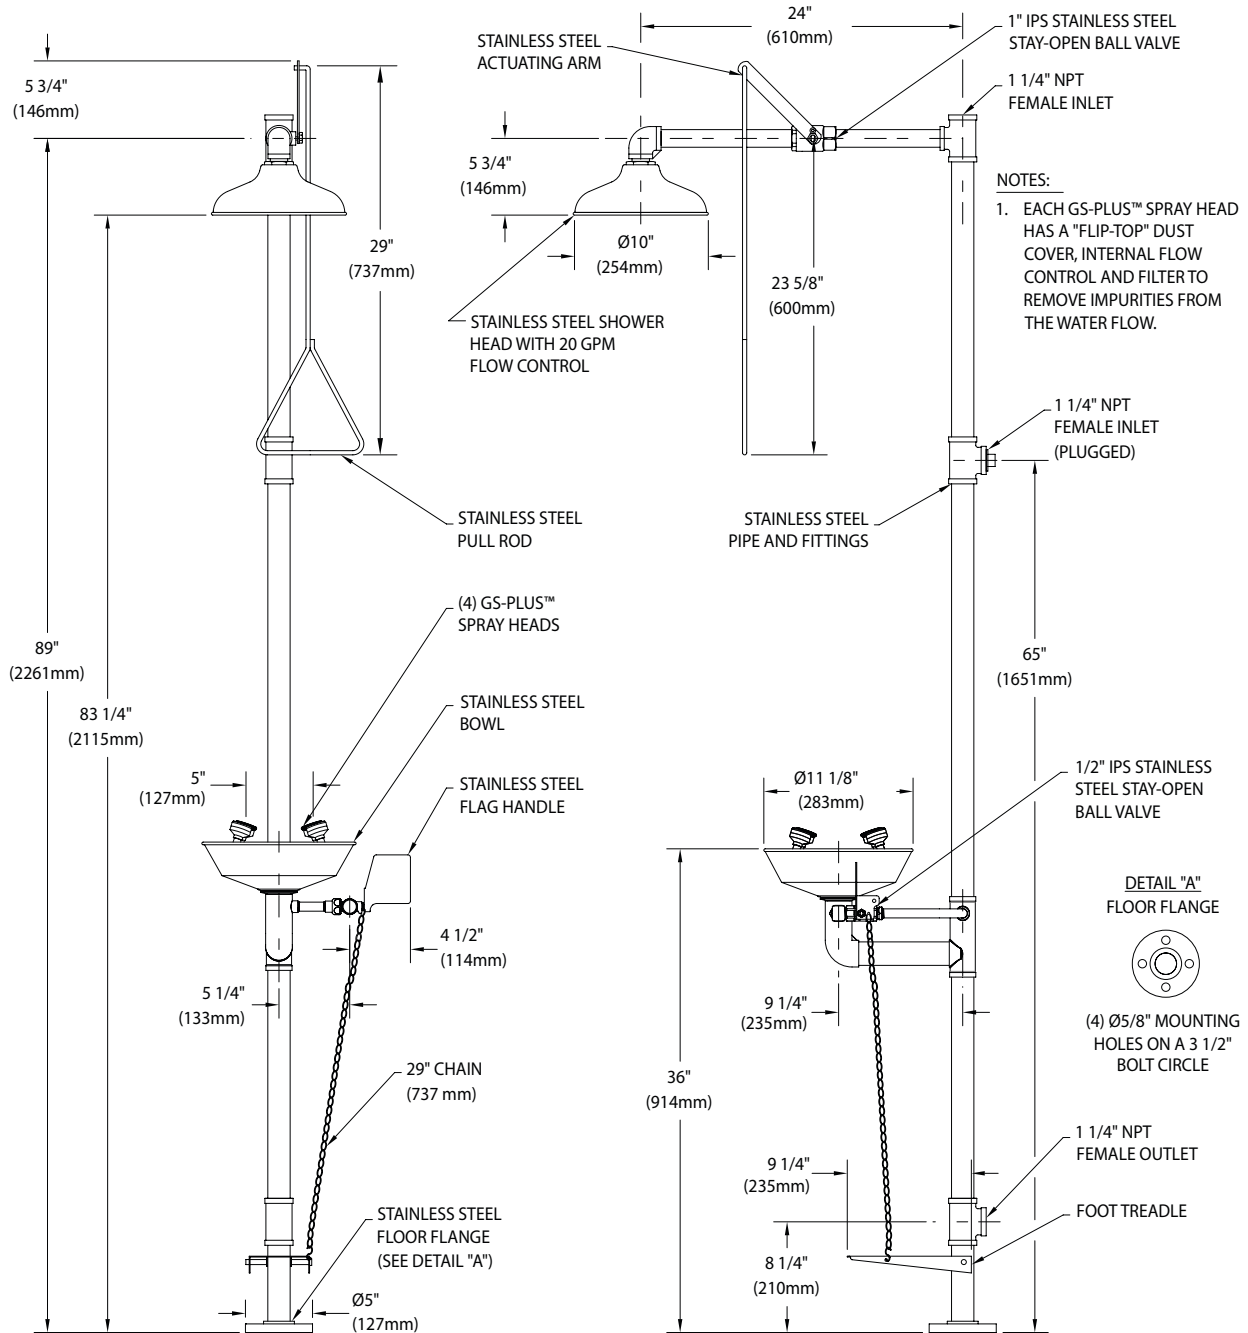 24"
(610mm)
1" IPS STAINLESS STEEL
STAY-OPEN BALL VALVE
STAINLESS STEEL
ACTUATING ARM
5 3/4"
(146mm)
1 1/4" NPT
FEMALE INLET
5 3/4"
(146mm)
NOTES:
1. EACH GS-PLUS™ SPRAY HEAD
HAS A "FLIP-TOP" DUST
COVER, INTERNAL FLOW
CONTROL AND FILTER TO
REMOVE IMPURITIES FROM
THE WATER FLOW.
29"
(737mm)
Ø10"
(254mm)
23 5/8"
(600mm)
STAINLESS STEEL SHOWER
HEAD WITH 20 GPM
FLOW CONTROL
1 1/4" NPT
FEMALE INLET
(PLUGGED)
STAINLESS STEEL
PULL ROD
STAINLESS STEEL
PIPE AND FITTINGS
(4) GS-PLUS™
SPRAY HEADS
89"
(2261mm)
65"
(1651mm)
83 1/4"
(2115mm)
STAINLESS STEEL
BOWL
5"
(127mm)
STAINLESS STEEL
FLAG HANDLE
Ø11 1/8"
(283mm)
1/2" IPS STAINLESS
STEEL STAY-OPEN
BALL VALVE
DETAIL "A"
FLOOR FLANGE
4 1/2"
(114mm)
5 1/4"
(133mm)
9 1/4"
(235mm)
(4) Ø5/8" MOUNTING
HOLES ON A 3 1/2"
BOLT CIRCLE
29" CHAIN
(737 mm)
36"
(914mm)
1 1/4" NPT
FEMALE OUTLET
9 1/4"
(235mm)
STAINLESS STEEL
FLOOR FLANGE
(SEE DETAIL "A")
FOOT TREADLE
8 1/4"
(210mm)
Ø5"
(127mm)